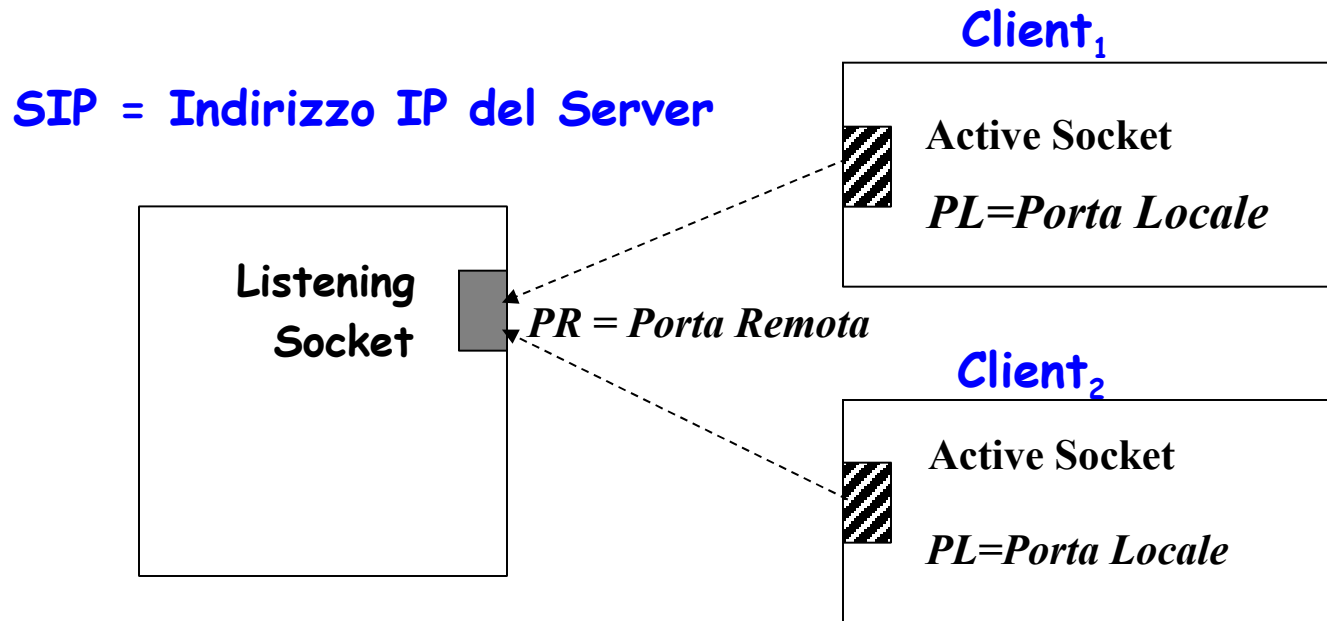 SIP = Indirizzo IP del Server
Listening
Socket
PR = Porta Remota
Client₁
Active Socket
PL=Porta Locale
Client₂
Active Socket
PL=Porta Locale